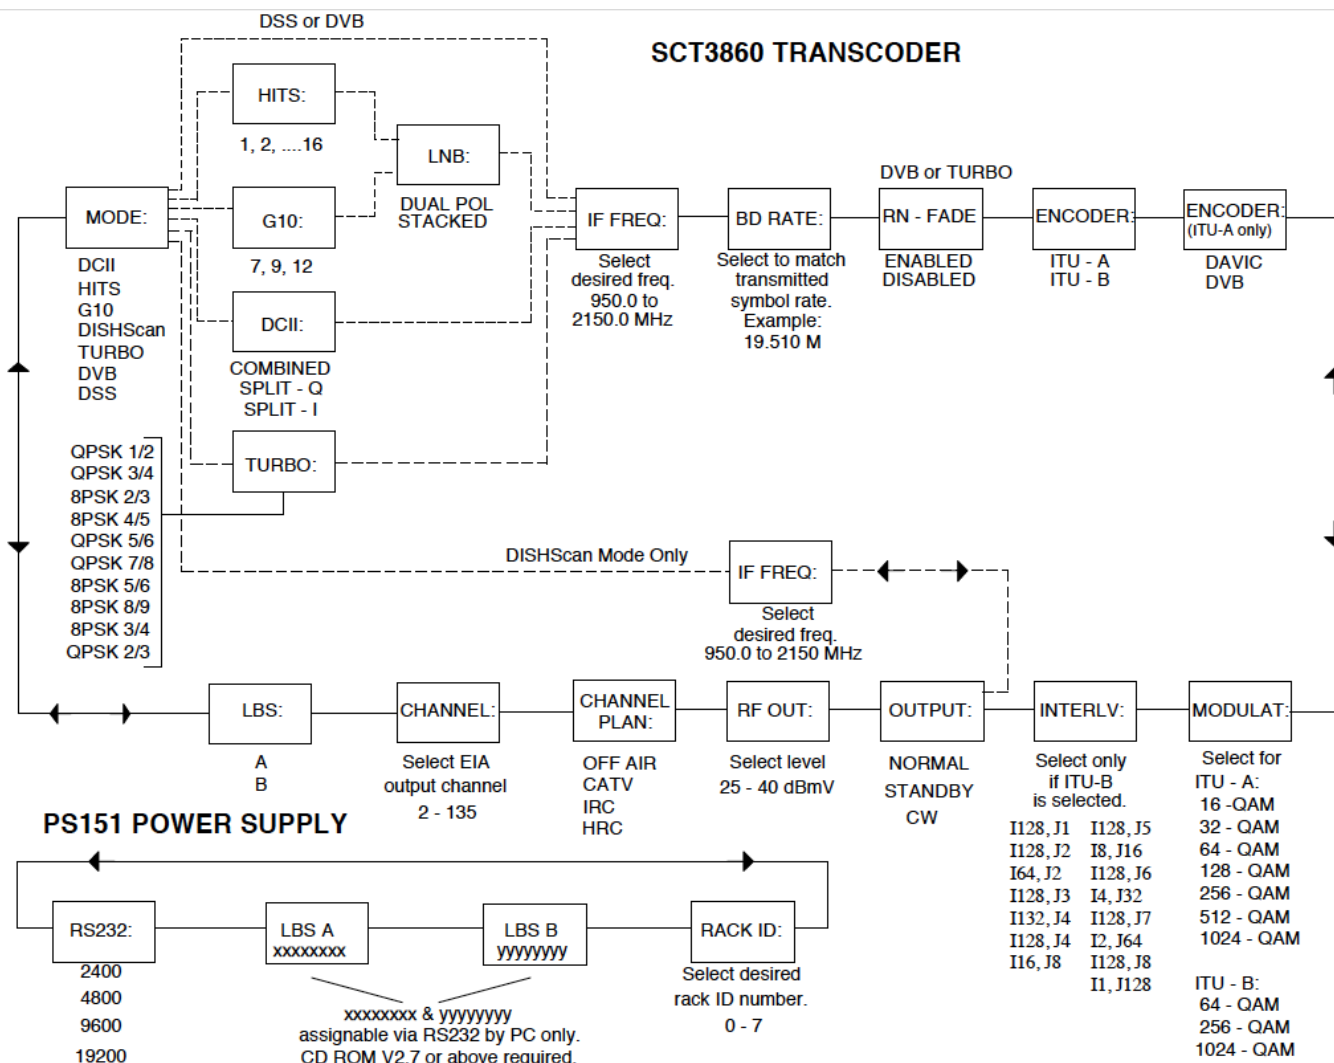 DSS or DVB
SCT3860 TRANSCODER
HITS:
1, 2, ....16
LNB:
DUAL POL
STACKED
MODE:
DCII
HITS
G10
DISHScan
TURBO
DVB
DSS
G10:
7, 9, 12
DCII:
COMBINED
SPLIT - Q
SPLIT - I
TURBO:
QPSK 1/2
QPSK 3/4
8PSK 2/3
8PSK 4/5
QPSK 5/6
QPSK 7/8
8PSK 5/6
8PSK 8/9
8PSK 3/4
QPSK 2/3
IF FREQ:
Select
desired freq.
950.0 to
2150.0 MHz
BD RATE:
Select to match
transmitted
symbol rate.
Example:
19.510 M
DVB or TURBO
RN - FADE
ENABLED
DISABLED
ENCODER:
ITU - A
ITU - B
ENCODER:
(ITU-A only)
DAVIC
DVB
DISHScan Mode Only
IF FREQ:
Select
desired freq.
950.0 to 2150 MHz
LBS:
A
B
CHANNEL:
Select EIA
output channel
2 - 135
CHANNEL
PLAN:
OFF AIR
CATV
IRC
HRC
RF OUT:
Select level
25 - 40 dBmV
OUTPUT:
NORMAL
STANDBY
CW
INTERLV:
Select only
if ITU-B
is selected.
I128, J1 I128, J5
I128, J2 I8, J16
I64, J2 I128, J6
I128, J3 I4, J32
I132, J4 I128, J7
I128, J4 I2, J64
I16, J8 I128, J8
I1, J128
MODULAT:
Select for
ITU - A:
16 -QAM
32 - QAM
64 - QAM
128 - QAM
256 - QAM
512 - QAM
1024 - QAM
ITU - B:
64 - QAM
256 - QAM
1024 - QAM
PS151 POWER SUPPLY
RS232:
2400
4800
9600
19200
LBS A
xxxxxxxx
LBS B
yyyyyyyy
xxxxxxxx & yyyyyyyy
assignable via RS232 by PC only.
CD ROM V2.7 or above required.
RACK ID:
Select desired
rack ID number.
0 - 7